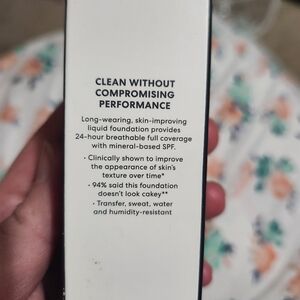 CLEAN WITHOUT
COMPROMISING
PERFORMANCE
Long-wearing, skin-improving
liquid foundation provides
24-hour breathable full coverage
with mineral-based SPF.
• Clinically shown to improve
the appearance of skin's
texture over time*
• 94% said this foundation
doesn't look cakey**
• Transfer, sweat, water
and humidity-resistant